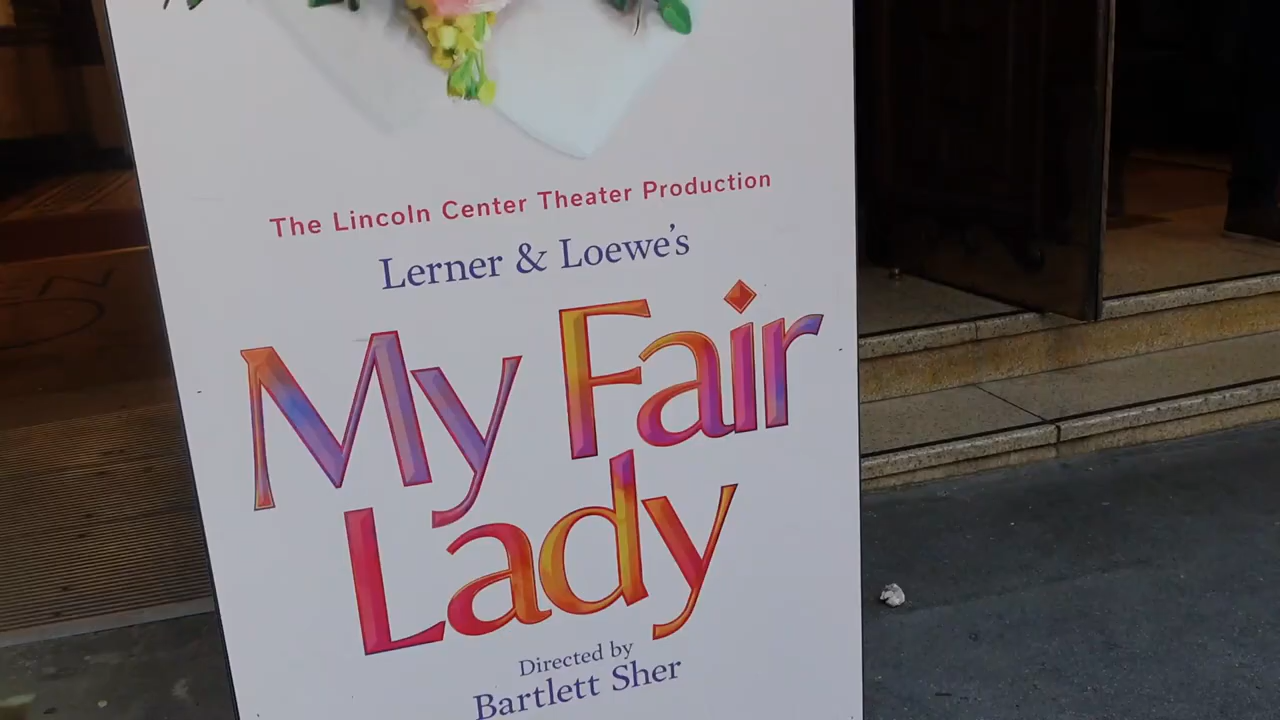 The Lincoln Center Theater Production
Lerner & Loewe's
My Fair
Lady
Directed by
Bartlett Sher